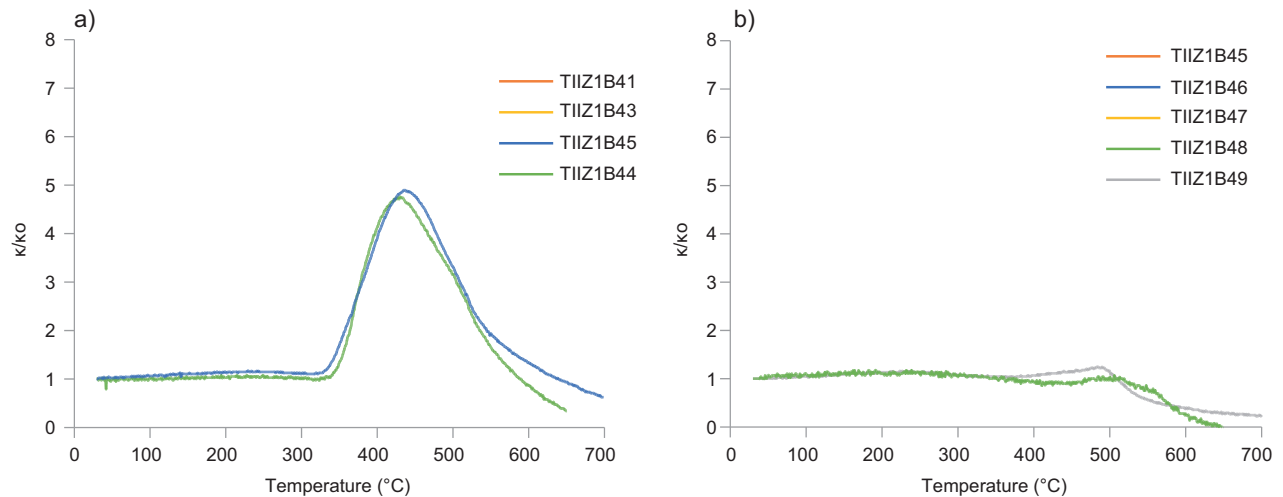 a)
8
7
6
5
4
3
2
1
0
κ/κo
0 100 200 300 400 500 600 700
Temperature (°C)
TIIZ1B41
TIIZ1B43
TIIZ1B45
TIIZ1B44
b)
8
7
6
5
4
3
2
1
0
κ/κo
0 100 200 300 400 500 600 700
Temperature (°C)
TIIZ1B45
TIIZ1B46
TIIZ1B47
TIIZ1B48
TIIZ1B49